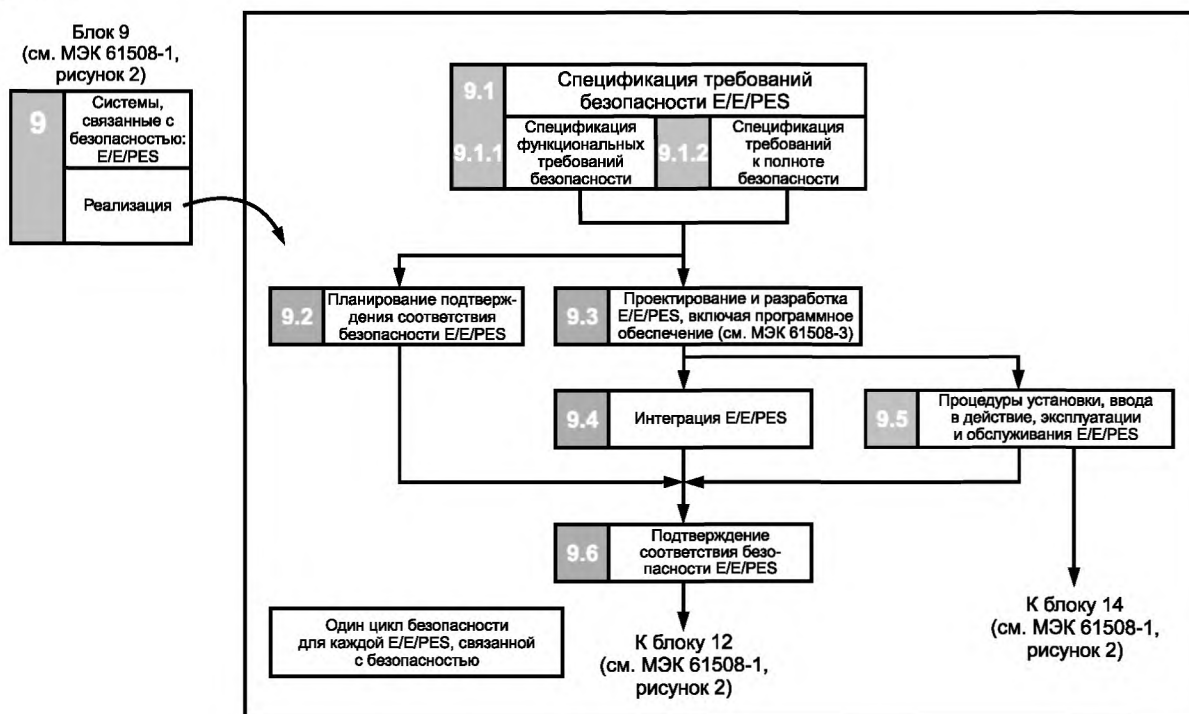 Блок 9
(см. МЭК 61508-1,
рисунок 2)
9
Системы,
связанные с
безопасностью:
E/E/PES
Реализация
9.1
Спецификация требований
безопасности E/E/PES
9.1.1
Спецификация
функциональных
требований
безопасности
9.1.2
Спецификация
требований
к полноте
безопасности
9.2
Планирование подтверж-
дения соответствия
безопасности E/E/PES
9.3
Проектирование и разработка
E/E/PES, включая программное
обеспечение (см. МЭК 61508-3)
9.4
Интеграция E/E/PES
9.5
Процедуры установки, ввода
в действие, эксплуатации
и обслуживания E/E/PES
9.6
Подтверждение
соответствия безо-
пасности E/E/PES
Один цикл безопасности
для каждой E/E/PES, связанной
с безопасностью
К блоку 12
(см. МЭК 61508-1,
рисунок 2)
К блоку 14
(см. МЭК 61508-1,
рисунок 2)